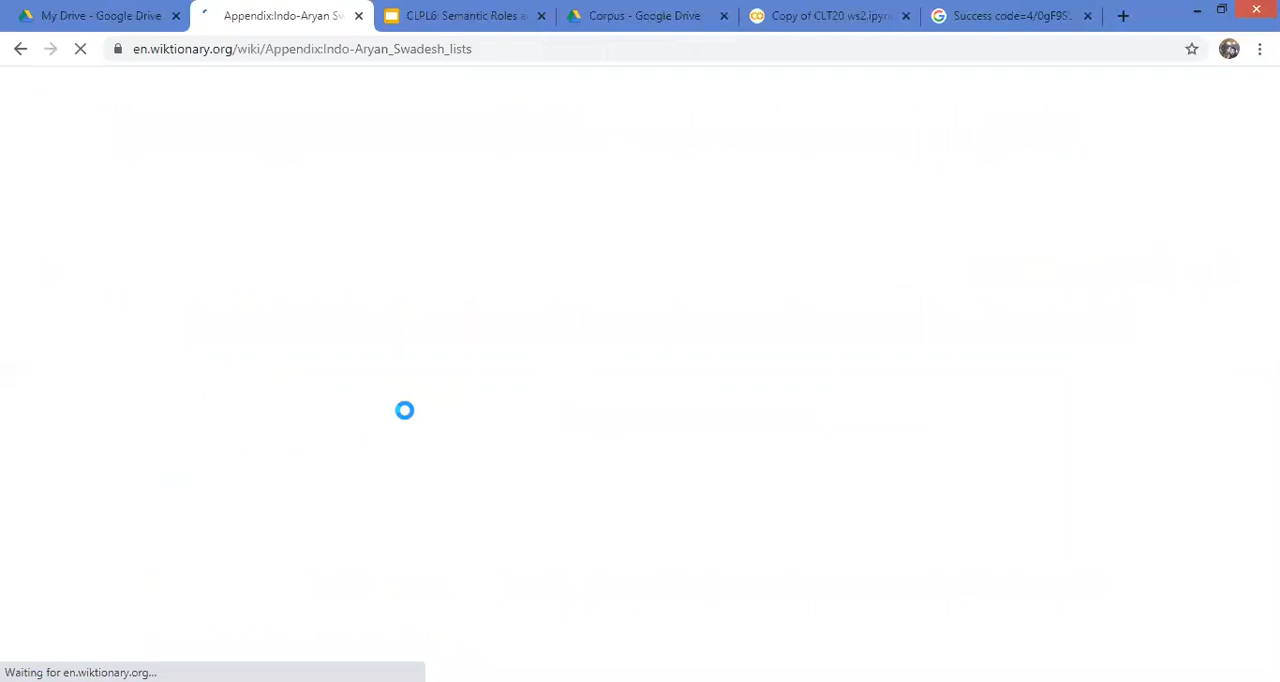 My Drive - Google Drive
Appendix:Indo-Aryan Sw
CLPL6: Semantic Roles a
Corpus - Google Drive
Copy of CLT20 ws2.ipyn
Success code=4/0gF9S
en.wiktionary.org/wiki/Appendix:Indo-Aryan_Swadesh_lists
Waiting for en.wiktionary.org...